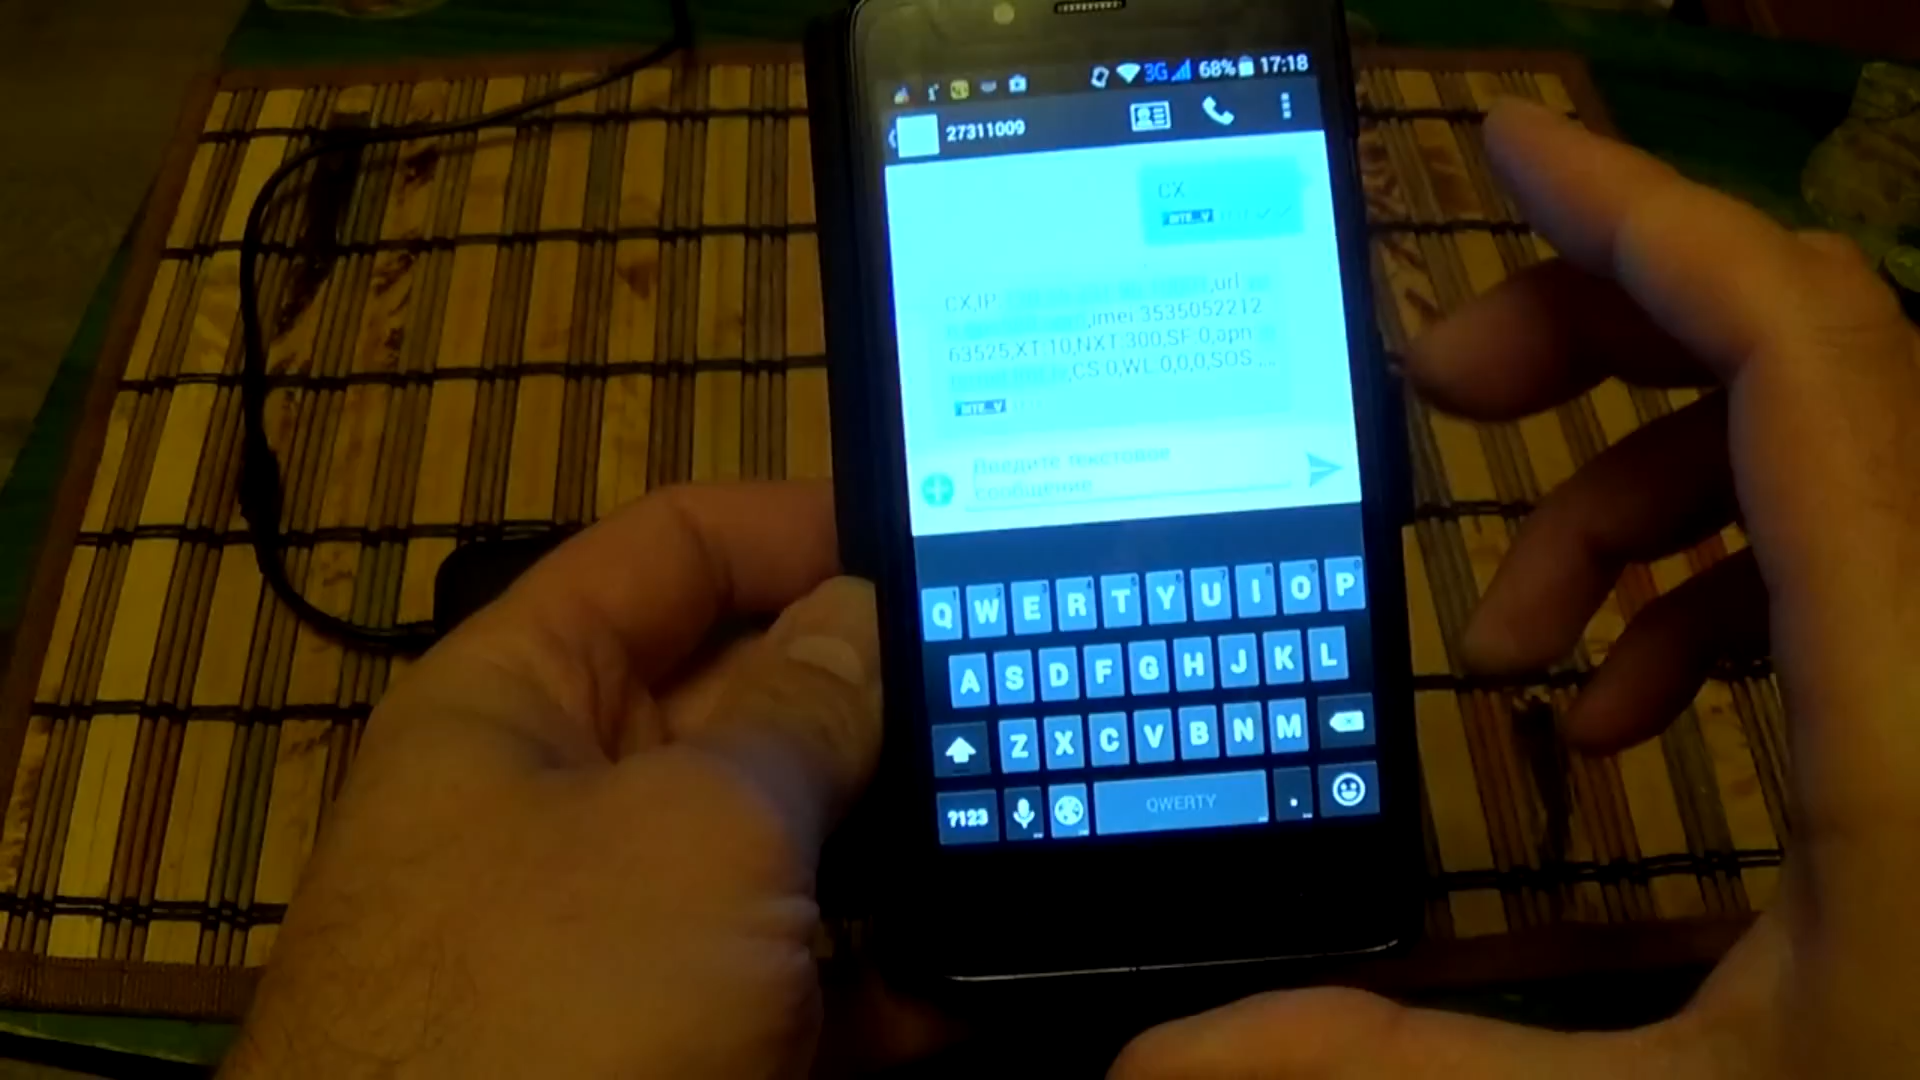 3G 68% 17:18
27311009
CX
CX,IP ,url
,imei 3535052212
63525,XT:10,NXT:300,SF:0,apn
,CS:0,WL:0,0,0,SOS:,...
Введите текстовое
сообщение
Q W E R T Y U I O P
A S D F G H J K L
Z X C V B N M
?123 QWERTY .